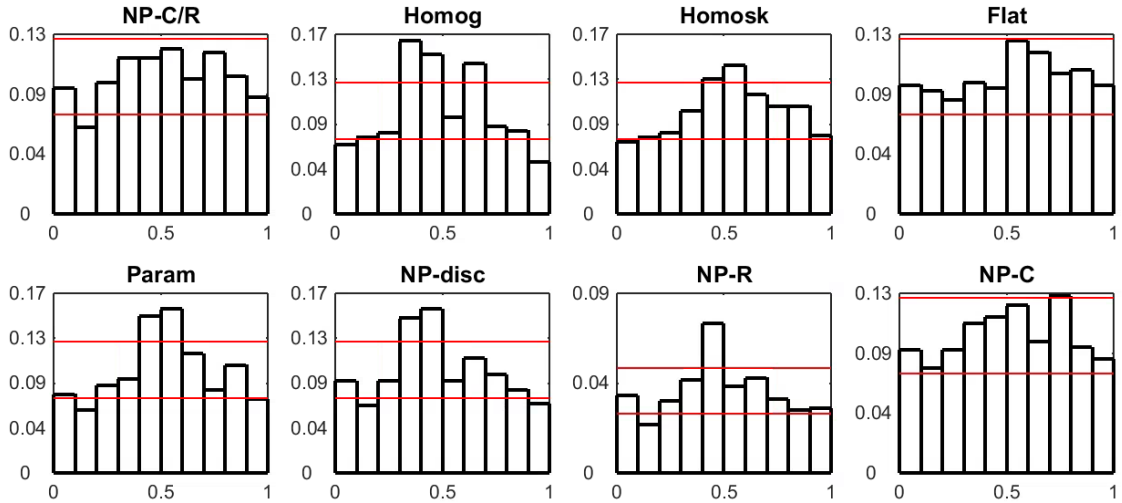 NP-C/R Homog Homosk Flat
0.13 0.17 0.17 0.13
0.09 0.13 0.13 0.09
0.09 0.09
0.04 0.04 0.04 0.04
0 0 0 0
0 0.5 1 0 0.5 1 0 0.5 1 0 0.5 1
Param NP-disc NP-R NP-C
0.17 0.17 0.09 0.13
0.13 0.13
0.09 0.09 0.04 0.09
0.04 0.04 0.04
0 0 0 0
0 0.5 1 0 0.5 1 0 0.5 1 0 0.5 1